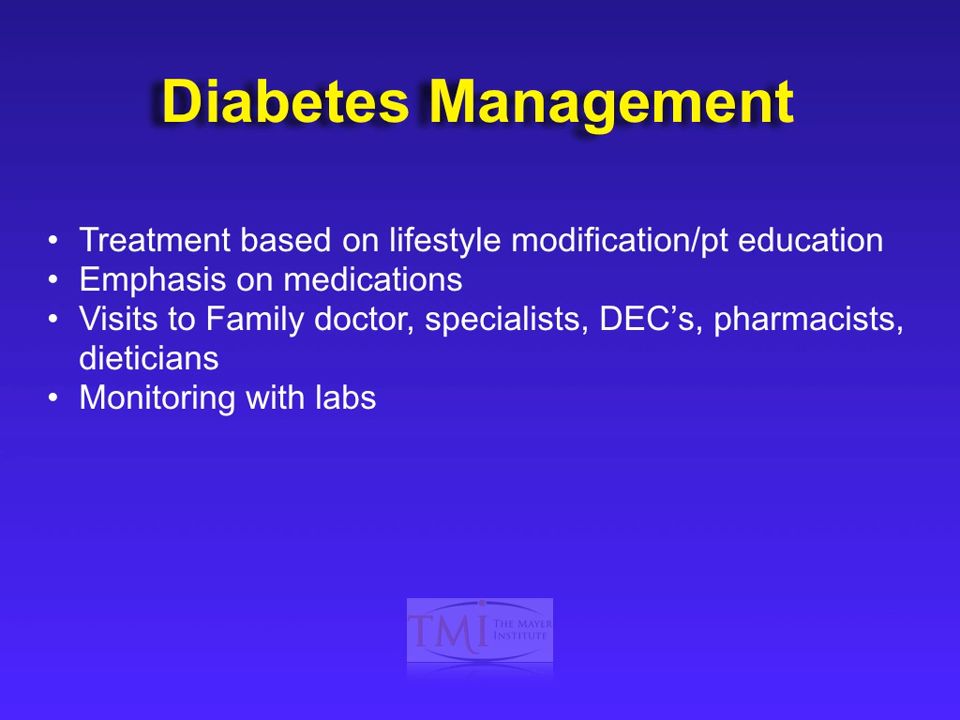 Diabetes Management
• Treatment based on lifestyle modification/pt education
• Emphasis on medications
• Visits to Family doctor, specialists, DEC’s, pharmacists,
dieticians
• Monitoring with labs
TMI THE MAYER
INSTITUTE